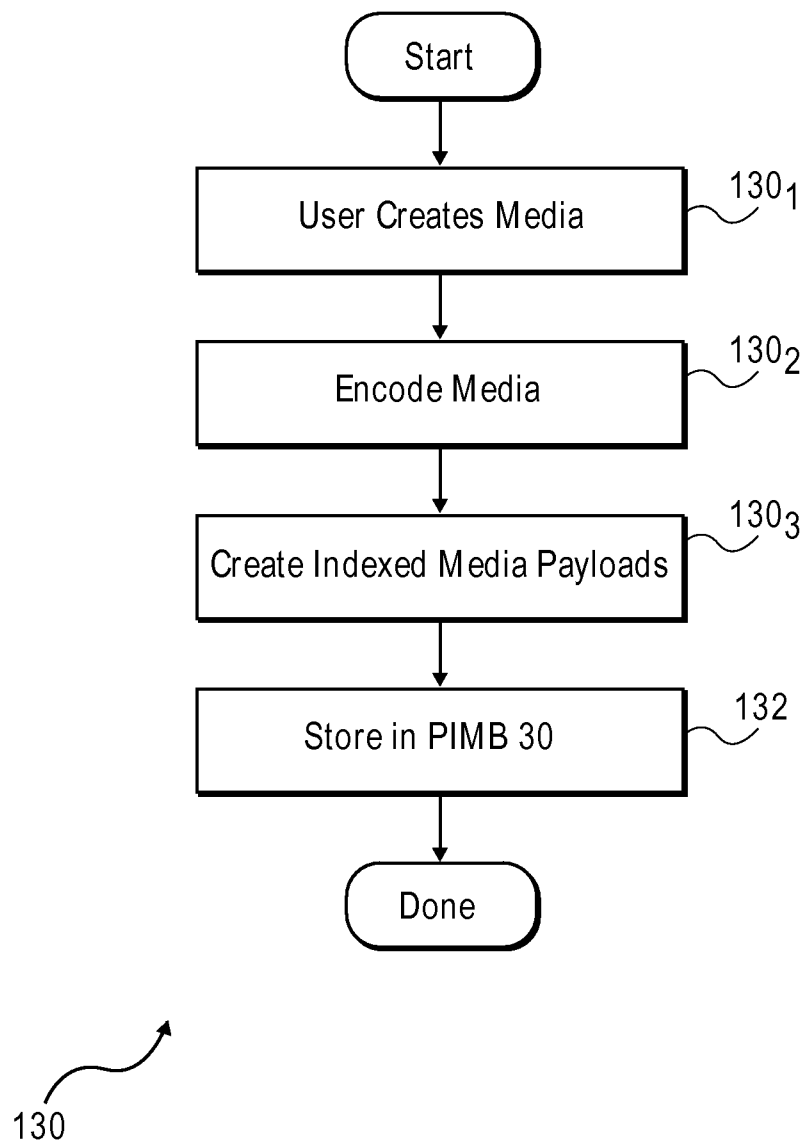 Start
User Creates Media
130₁
Encode Media
130₂
Create Indexed Media Payloads
130₃
Store in PIMB 30
132
Done
130